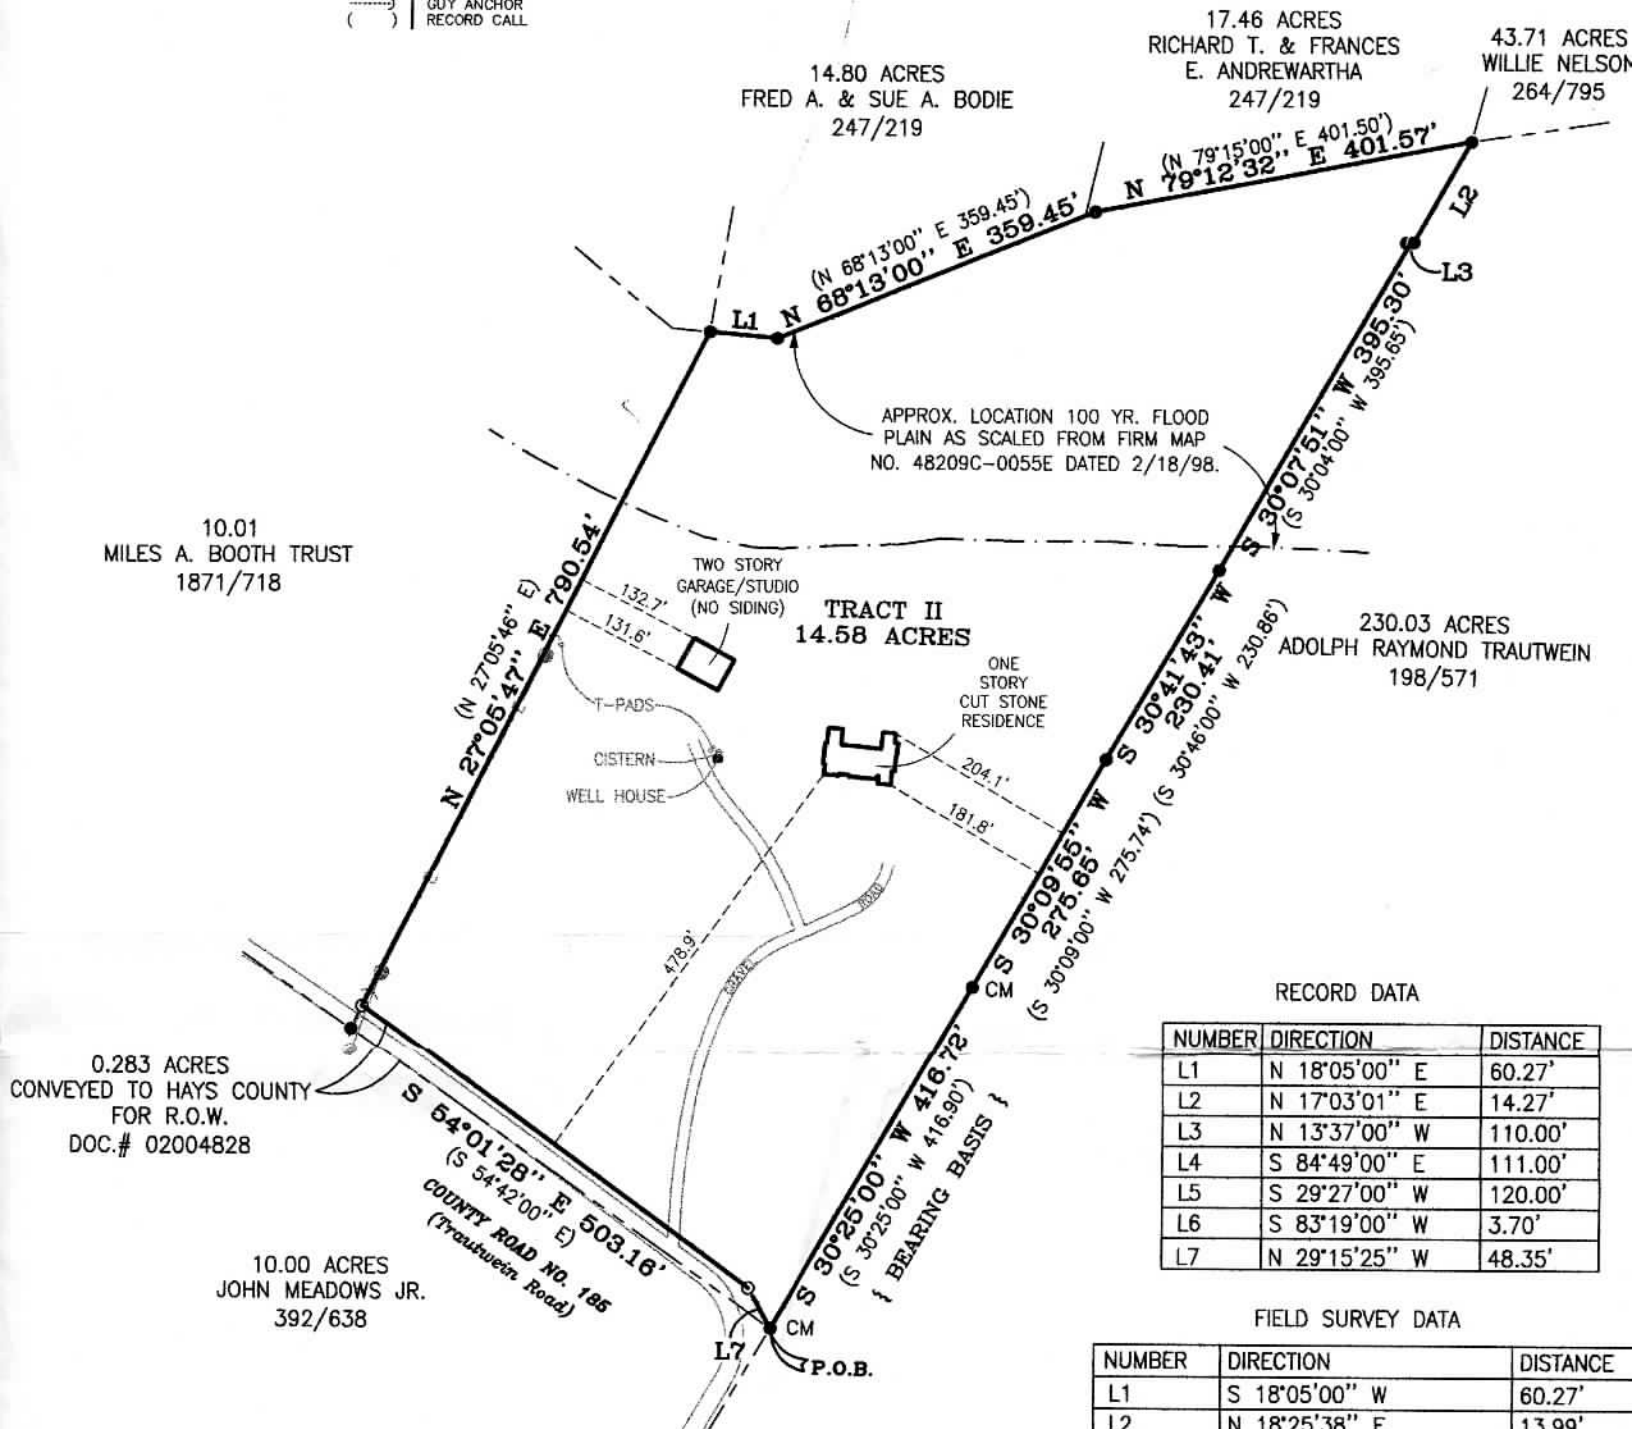 GUY ANCHOR
( ) RECORD CALL
14.80 ACRES
FRED A. & SUE A. BODIE
247/219
17.46 ACRES
RICHARD T. & FRANCES
E. ANDREWARTHA
247/219
43.71 ACRES
WILLIE NELSON
264/795
(N 79°15'00" E 401.50')
N 79°12'32" E 401.57'
(N 68°13'00" E 359.45')
N 68°13'00" E 359.45'
L1
L2
L3
S 30°07'51" W 395.30'
(S 30°04'00" W 395.65')
APPROX. LOCATION 100 YR. FLOOD
PLAIN AS SCALED FROM FIRM MAP
NO. 48209C-0055E DATED 2/18/98.
10.01
MILES A. BOOTH TRUST
1871/718
(N 27°05'46" E)
N 27°05'47" E 790.54'
132.7'
131.6'
TWO STORY
GARAGE/STUDIO
(NO SIDING)
TRACT II
14.58 ACRES
ONE
STORY
CUT STONE
RESIDENCE
230.03 ACRES
ADOLPH RAYMOND TRAUTWEIN
198/571
S 30°41'43" W
230.41'
(S 30°46'00" W 230.86')
T-PADS
CISTERN
WELL HOUSE
204.1'
181.8'
S 30°09'55" W
275.65'
(S 30°09'00" W 275.74')
478.9'
GRAVEL
ROAD
CM
S 30°25'00" W 416.72'
(S 30°25'00" W 416.90')
{ BEARING BASIS }
0.283 ACRES
CONVEYED TO HAYS COUNTY
FOR R.O.W.
DOC.# 02004828
S 54°01'28" E 503.16'
(S 54°42'00" E)
COUNTY ROAD NO. 185
(Trautwein Road)
10.00 ACRES
JOHN MEADOWS JR.
392/638
L7
CM
P.O.B.
RECORD DATA
NUMBER DIRECTION DISTANCE
L1 N 18°05'00" E 60.27'
L2 N 17°03'01" E 14.27'
L3 N 13°37'00" W 110.00'
L4 S 84°49'00" E 111.00'
L5 S 29°27'00" W 120.00'
L6 S 83°19'00" W 3.70'
L7 N 29°15'25" W 48.35'
FIELD SURVEY DATA
NUMBER DIRECTION DISTANCE
L1 S 18°05'00" W 60.27'
L2 N 18°25'38" E 13.99'